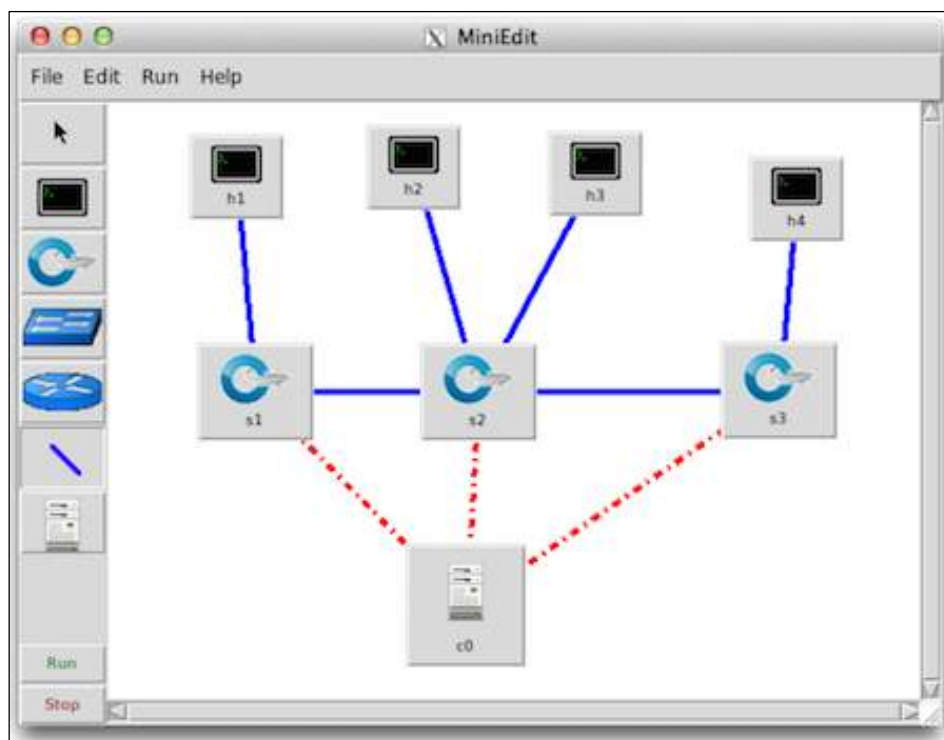 MiniEdit
File Edit Run Help
h1
h2
h3
h4
s1
s2
s3
c0
Run
Stop